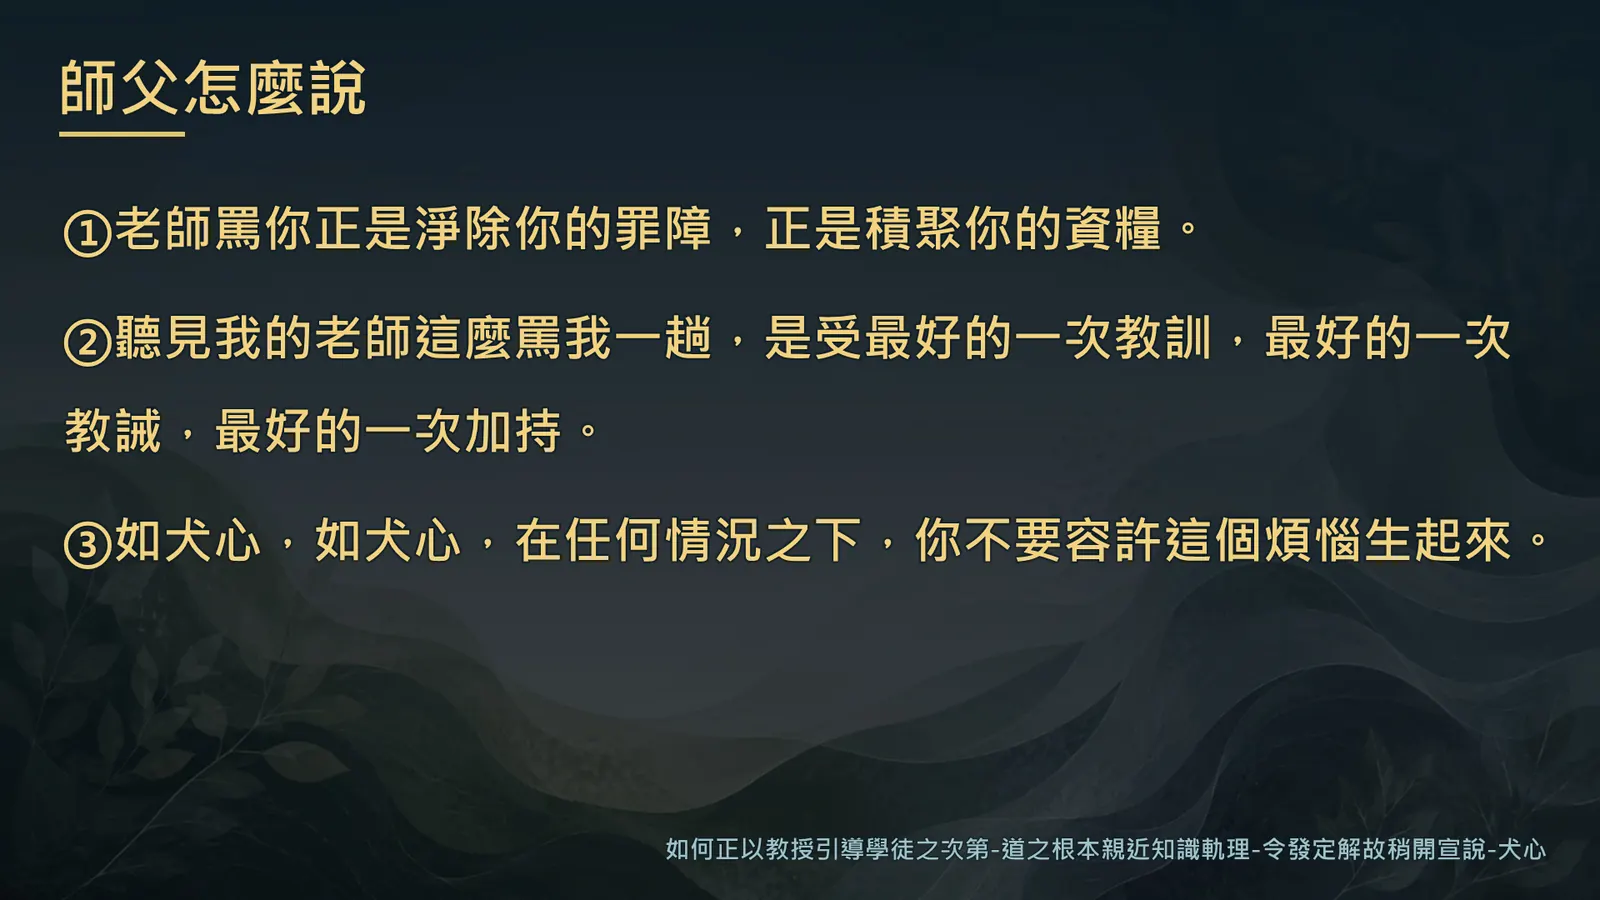 師父怎麼說
①老師罵你正是淨除你的罪障，正是積聚你的資糧。
②聽見我的老師這麼罵我一趟，是受最好的一次教訓，最好的一次
教誡，最好的一次加持。
③如犬心，如犬心，在任何情況之下，你不要容許這個煩惱生起來。
如何正以教授引導學徒之次第-道之根本親近知識軌理-令發定解故稍開宣說-犬心